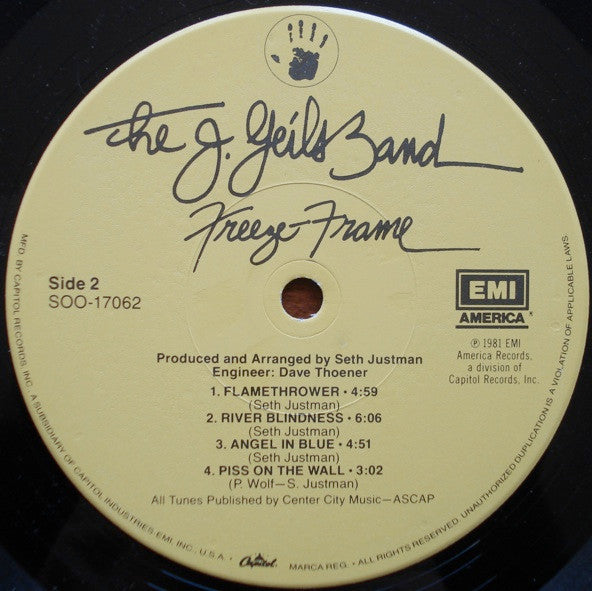 The J. Geils Band
Freeze-Frame
Side 2
SOO-17062
EMI
AMERICA
℗ 1981 EMI
America Records,
a division of
Capitol Records, Inc.
Produced and Arranged by Seth Justman
Engineer: Dave Thoener
1. FLAMETHROWER • 4:59
(Seth Justman)
2. RIVER BLINDNESS • 6:06
(Seth Justman)
3. ANGEL IN BLUE • 4:51
(Seth Justman)
4. PISS ON THE WALL • 3:02
(P. Wolf—S. Justman)
All Tunes Published by Center City Music—ASCAP
MFD. BY CAPITOL RECORDS, INC. A SUBSIDIARY OF CAPITOL INDUSTRIES EMI, INC., U.S.A. • Capitol MARCA REG. • ALL RIGHTS RESERVED. UNAUTHORIZED DUPLICATION IS A VIOLATION OF APPLICABLE LAWS.